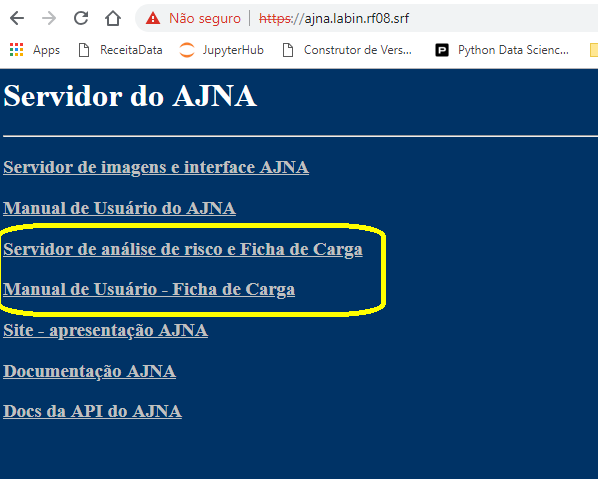 Não seguro https://ajna.labin.rf08.srf
Apps ReceitaData JupyterHub Construtor de Vers... Python Data Scienc...
Servidor do AJNA
Servidor de imagens e interface AJNA
Manual de Usuário do AJNA
Servidor de análise de risco e Ficha de Carga
Manual de Usuário - Ficha de Carga
Site - apresentação AJNA
Documentação AJNA
Docs da API do AJNA